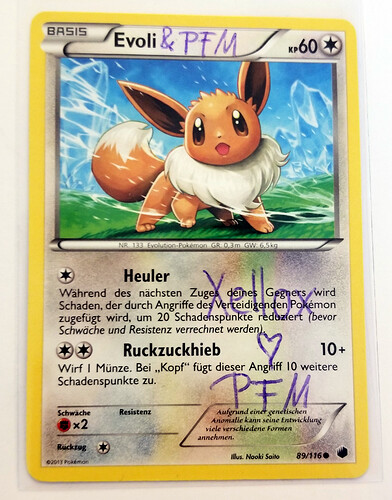 BASIS Evoli & PFM KP60
NR. 133 Evolution-Pokémon GR: 0,3m GW: 6,5kg
Heuler
Während des nächsten Zuges deines Gegners wird
Schaden, der durch Angriffe des Verteidigenden Pokémon
zugefügt wird, um 20 Schadenspunkte reduziert (bevor
Schwäche und Resistenz verrechnet werden).
Xellox
Ruckzuckhieb 10+
Wirf 1 Münze. Bei „Kopf" fügt dieser Angriff 10 weitere
Schadenspunkte zu.
PFM
Schwäche Resistenz
×2
Rückzug
Aufgrund einer genetischen
Anomalie kann seine Entwicklung
viele verschiedene Formen
annehmen.
©2013 Pokémon Illus. Naoki Saito 89/116